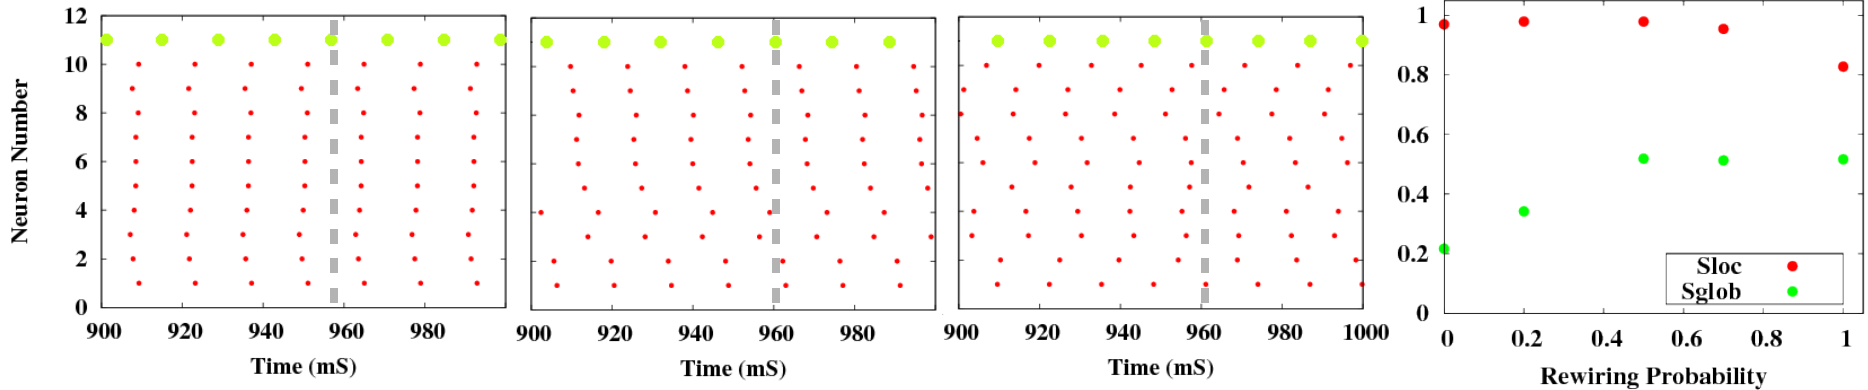 Neuron Number
12
10
8
6
4
2
0
900 920 940 960 980
Time (mS)
900 920 940 960 980
Time (mS)
900 920 940 960 980 1000
Time (mS)
1
0.8
0.6
0.4
0.2
0
Sloc
Sglob
0 0.2 0.4 0.6 0.8 1
Rewiring Probability